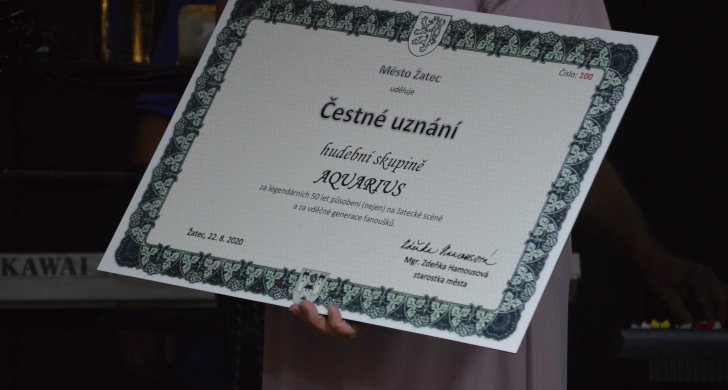 Město Žatec
Číslo: 100
uděluje
Čestné uznání
hudební skupině
AQUARIUS
za legendárních 50 let působení (nejen) na žatecké scéně
a za vděčné generace fanoušků.
Žatec, 22. 8. 2020
Mgr. Zdeňka Hamousová
starostka města
KAWAI